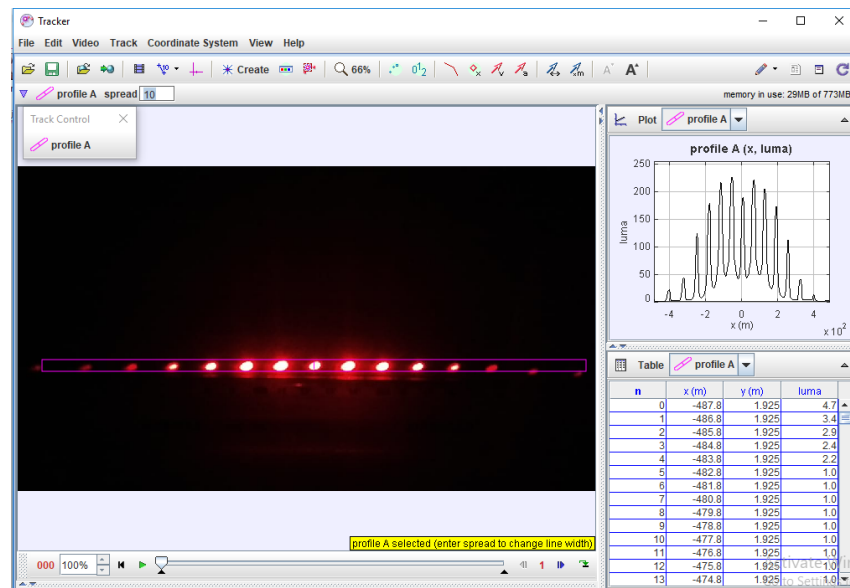 Tracker
File Edit Video Track Coordinate System View Help
Create 66%
profile A spread 10
memory in use: 29MB of 773MB
Track Control
profile A
Plot profile A
profile A (x, luma)
250
200
150
100
50
0
luma
-4 -2 0 2 4
x (m)
x 10²
Table profile A
n x (m) y (m) luma
0 -487.8 1.925 4.7
1 -486.8 1.925 3.4
2 -485.8 1.925 2.9
3 -484.8 1.925 2.4
4 -483.8 1.925 2.2
5 -482.8 1.925 1.0
6 -481.8 1.925 1.0
7 -480.8 1.925 1.0
8 -479.8 1.925 1.0
9 -478.8 1.925 1.0
10 -477.8 1.925 1.0
11 -476.8 1.925 1.0
12 -475.8 1.925 1.0
13 -474.8 1.925 1.0
profile A selected (enter spread to change line width)
000 100% 1